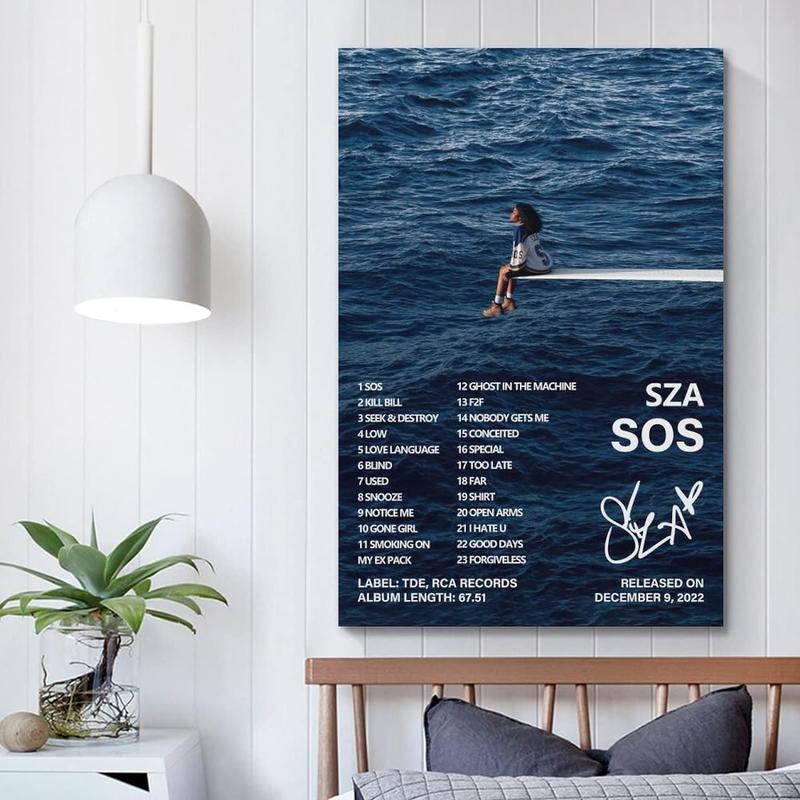 1 SOS
2 KILL BILL
3 SEEK & DESTROY
4 LOW
5 LOVE LANGUAGE
6 BLIND
7 USED
8 SNOOZE
9 NOTICE ME
10 GONE GIRL
11 SMOKING ON
MY EX PACK
12 GHOST IN THE MACHINE
13 F2F
14 NOBODY GETS ME
15 CONCEITED
16 SPECIAL
17 TOO LATE
18 FAR
19 SHIRT
20 OPEN ARMS
21 I HATE U
22 GOOD DAYS
23 FORGIVELESS
SZA
SOS
LABEL: TDE, RCA RECORDS
ALBUM LENGTH: 67.51
RELEASED ON
DECEMBER 9, 2022